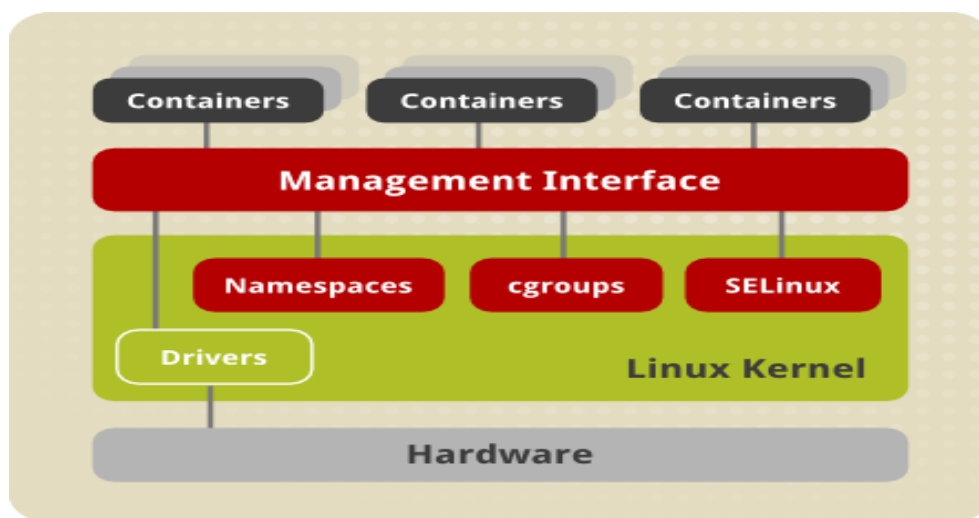 Containers
Containers
Containers
Management Interface
Namespaces
cgroups
SELinux
Drivers
Linux Kernel
Hardware